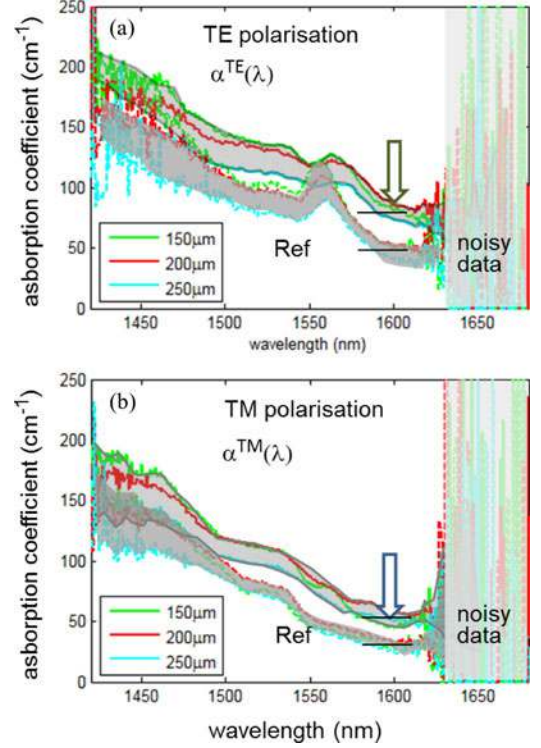 250
(a)
TE polarisation
200
α^TE(λ)
150
100
50
0
Ref
noisy
data
150μm
200μm
250μm
1450
1500
1550
1600
1650
wavelength (nm)
asborption coefficient (cm⁻¹)
250
(b)
TM polarisation
200
α^TM(λ)
150
100
50
0
Ref
noisy
data
150μm
200μm
250μm
1450
1500
1550
1600
1650
wavelength (nm)
asborption coefficient (cm⁻¹)